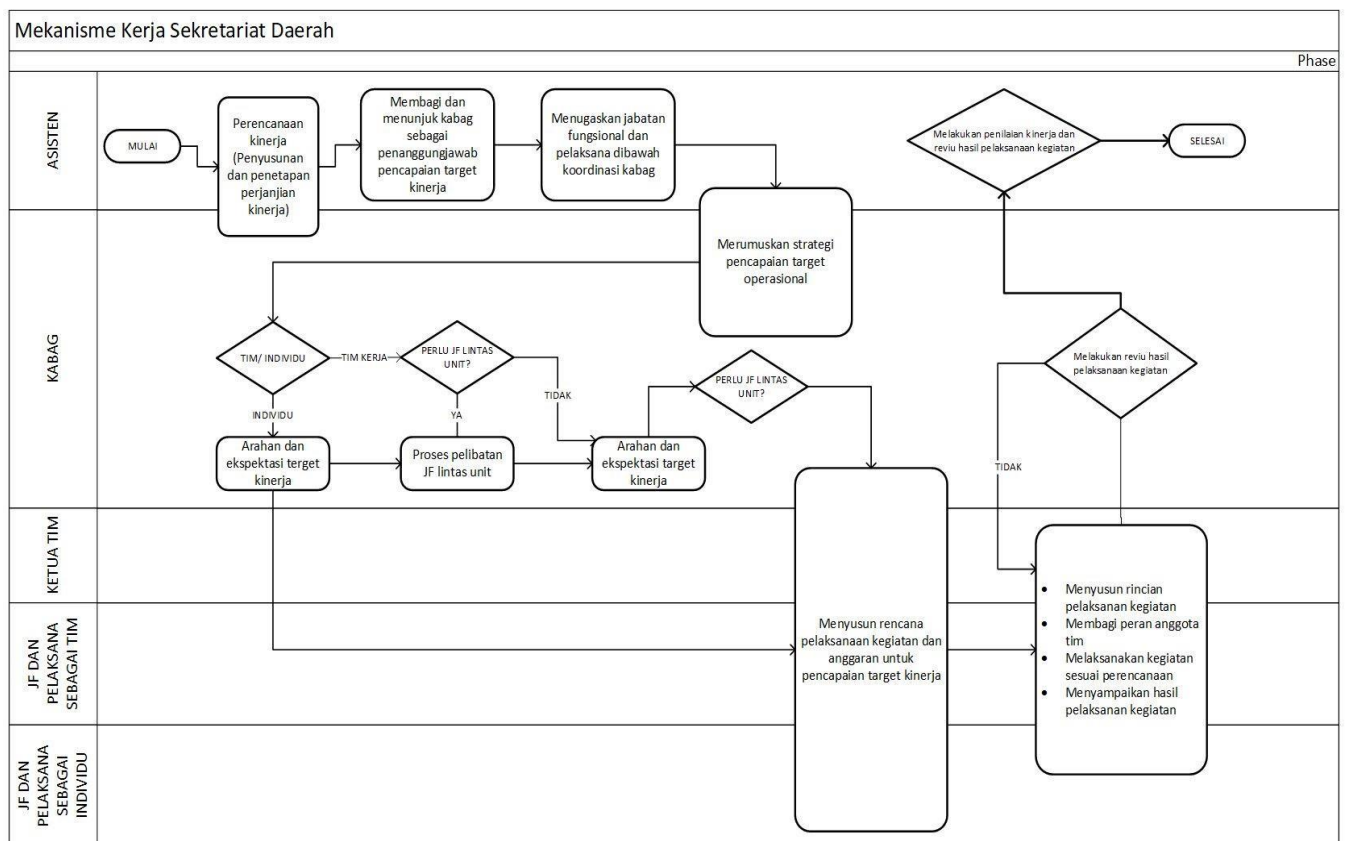 Mekanisme Kerja Sekretariat Daerah
Phase
ASISTEN
MULAI
Perencanaan
kinerja
(Penyusunan
dan penetapan
perjanjian
kinerja)
Membagi dan
menunjuk kabag
sebagai
penanggungjawab
pencapaian target
kinerja
Menugaskan jabatan
fungsional dan
pelaksana dibawah
koordinasi kabag
Melakukan penilaian kinerja dan
reviu hasil pelaksanaan kegiatan
SELESAI
KABAG
Merumuskan strategi
pencapaian target
operasional
TIM/ INDIVIDU
TIM KERJA
PERLU JF LINTAS
UNIT?
TIDAK
PERLU JF LINTAS
UNIT?
Melakukan reviu hasil
pelaksanaan kegiatan
INDIVIDU
YA
Arahan dan
ekspektasi terget
kinerja
Proses pelibatan
JF lintas unit
Arahan dan
ekspektasi target
kinerja
TIDAK
KETUA TIM
JF DAN
PELAKSANA
SEBAGAI TIM
Menyusun rencana
pelaksanaan kegiatan dan
anggaran untuk
pencapaian target kinerja
• Menyusun rincian
pelaksanan kegiatan
• Membagi peran anggota
tim
• Melaksanakan kegiatan
sesuai perencanaan
• Menyampaikan hasil
pelaksanan kegiatan
JF DAN
PELAKSANA
SEBAGAI
INDIVIDU